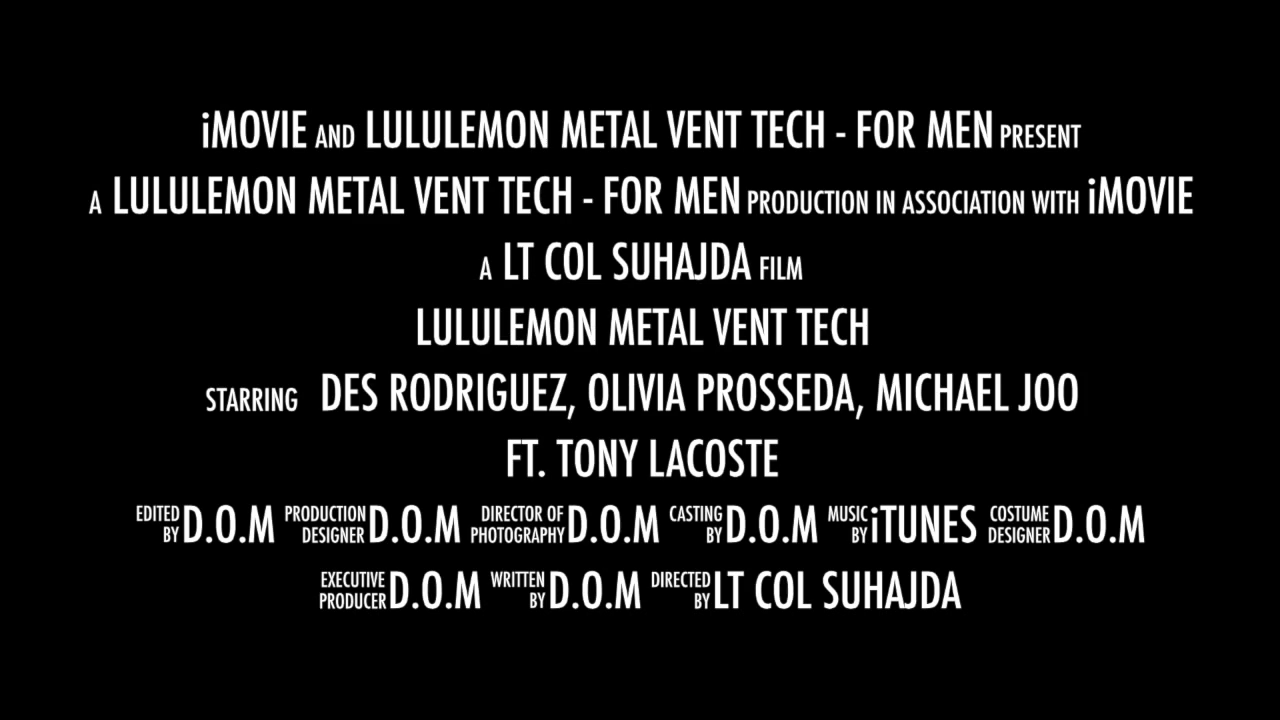 iMOVIE AND LULULEMON METAL VENT TECH - FOR MEN PRESENT
A LULULEMON METAL VENT TECH - FOR MEN PRODUCTION IN ASSOCIATION WITH iMOVIE
A LT COL SUHAJDA FILM
LULULEMON METAL VENT TECH
STARRING DES RODRIGUEZ, OLIVIA PROSSEDA, MICHAEL JOO
FT. TONY LACOSTE
EDITED BY D.O.M PRODUCTION DESIGNER D.O.M DIRECTOR OF PHOTOGRAPHY D.O.M CASTING BY D.O.M MUSIC BY iTUNES COSTUME DESIGNER D.O.M
EXECUTIVE PRODUCER D.O.M WRITTEN BY D.O.M DIRECTED BY LT COL SUHAJDA